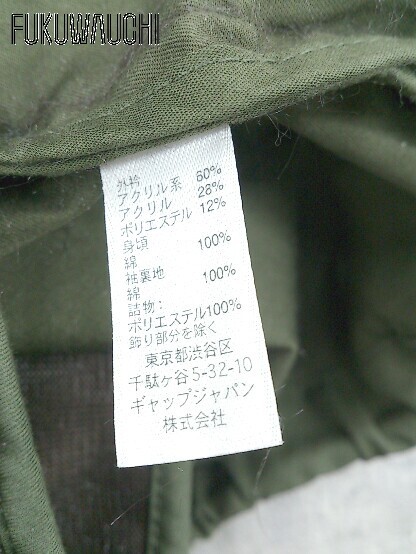 FUKUWAUCHI
外衿
アクリル系 60%
アクリル 28%
ポリエステル 12%
身頃
綿 100%
袖裏地
綿 100%
詰物:
ポリエステル100%
飾り部分を除く
東京都渋谷区
千駄ヶ谷5-32-10
ギャップジャパン
株式会社